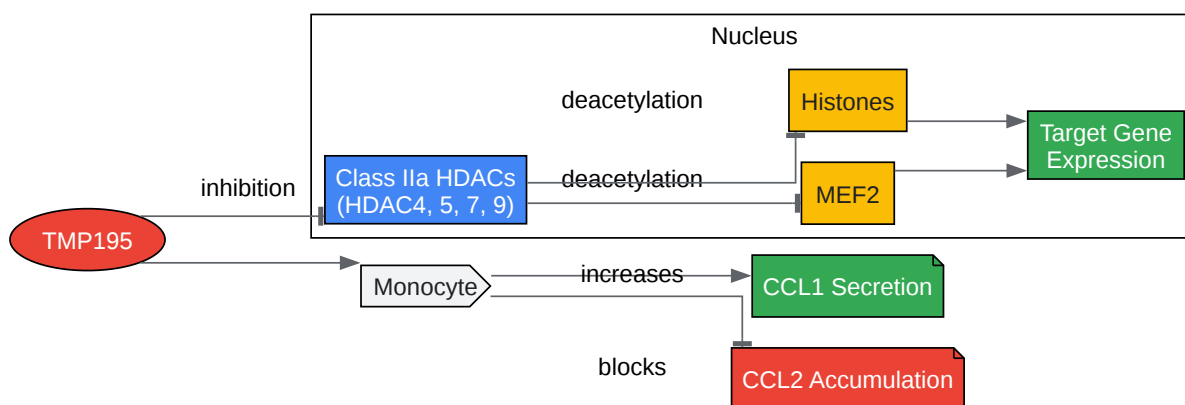 Nucleus
deacetylation
Histones
Target Gene
Expression
inhibition
Class IIa HDACs
(HDAC4, 5, 7, 9)
deacetylation
MEF2
TMP195
Monocyte
increases
CCL1 Secretion
blocks
CCL2 Accumulation